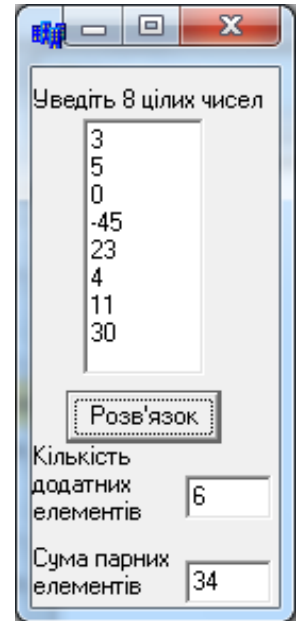 Уведіть 8 цілих чисел
3
5
0
-45
23
4
11
30
Розв'язок
Кількість
додатних
елементів
6
Сума парних
елементів
34